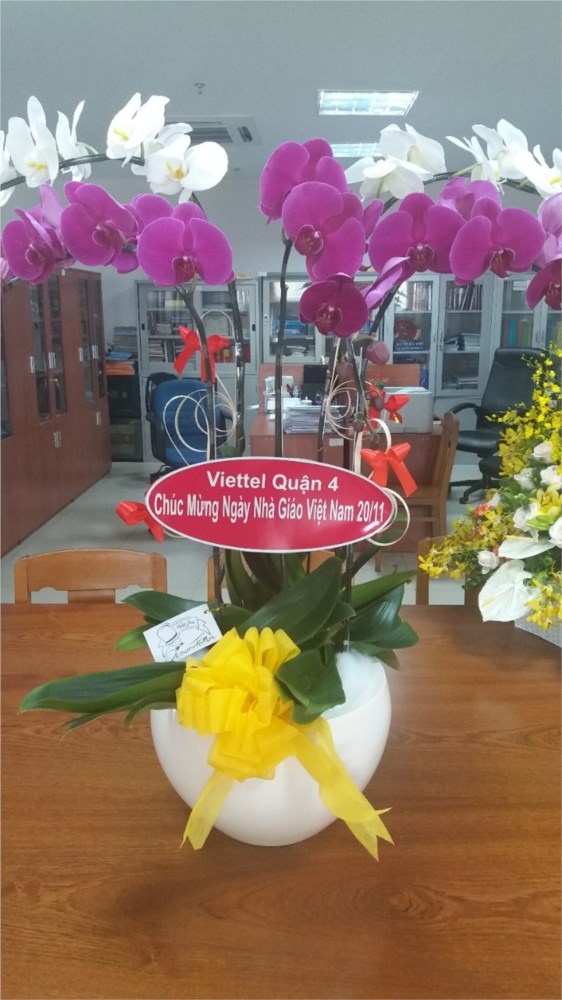 Viettel Quận 4
Chúc Mừng Ngày Nhà Giáo Việt Nam 20/11